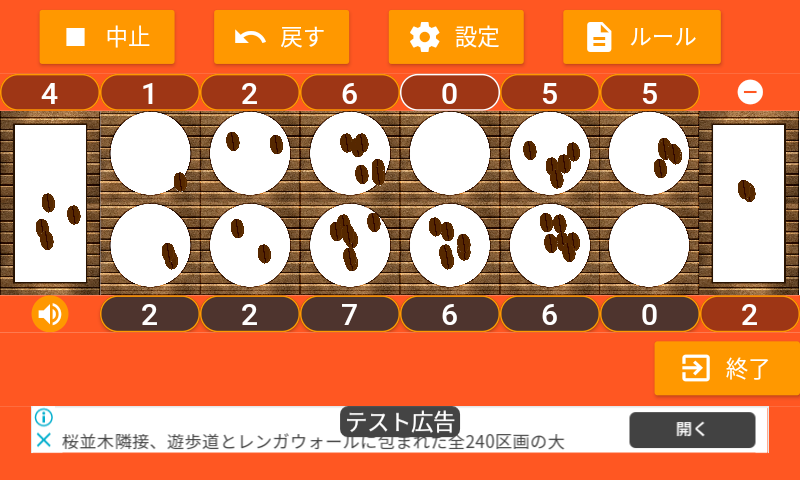 中止
戻す
設定
ルール
4 1 2 6 0 5 5
2 2 7 6 6 0 2
終了
テスト広告
桜並木隣接、遊歩道とレンガウォールに包まれた全240区画の大
開く